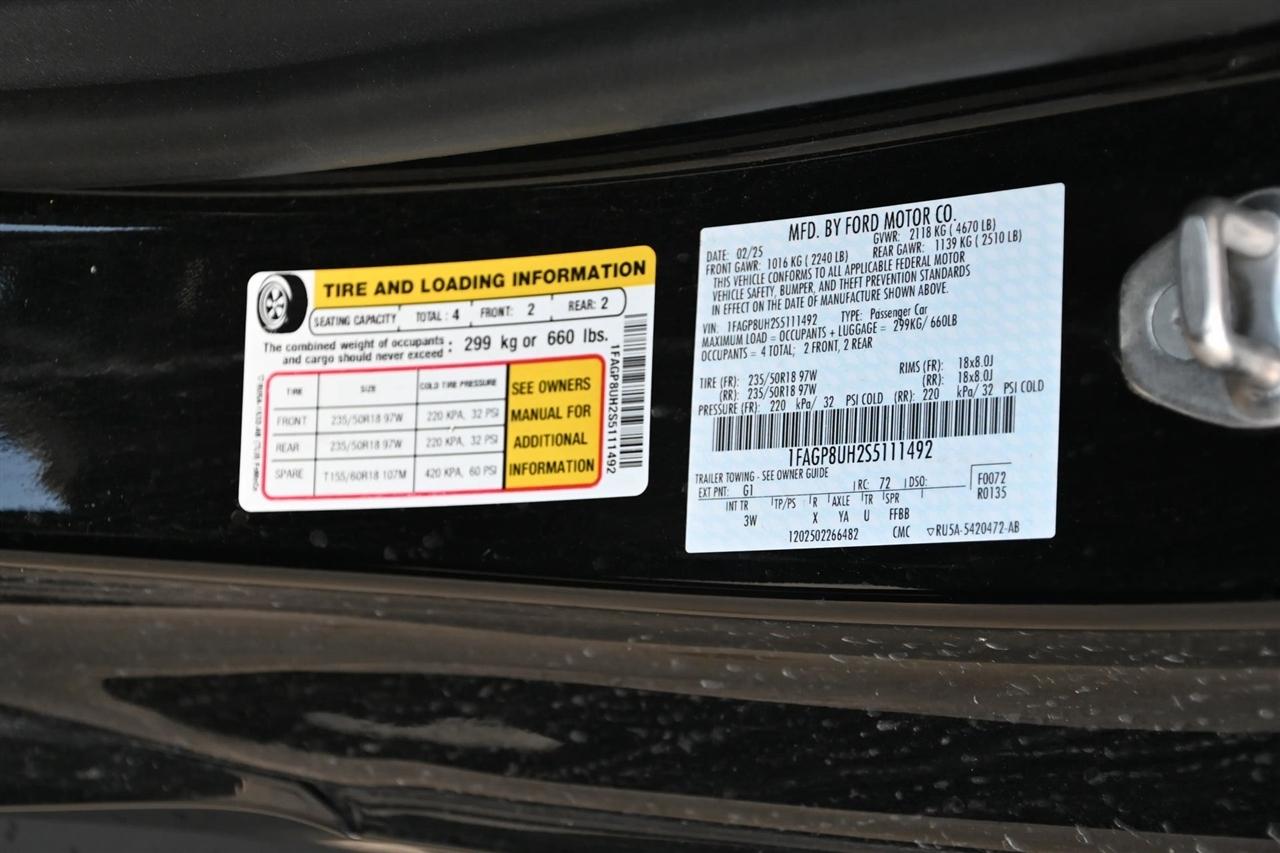 TIRE AND LOADING INFORMATION
SEATING CAPACITY TOTAL : 4 FRONT: 2 REAR: 2
The combined weight of occupants and cargo should never exceed : 299 kg or 660 lbs.
TIRE SIZE COLD TIRE PRESSURE
FRONT 235/50R18 97W 220 KPA, 32 PSI
REAR 235/50R18 97W 220 KPA, 32 PSI
SPARE T155/60R18 107M 420 KPA, 60 PSI
SEE OWNERS
MANUAL FOR
ADDITIONAL
INFORMATION
1FAGP8UH2S5111492
MFD. BY FORD MOTOR CO.
DATE: 02/25 GVWR: 2118 KG ( 4670 LB)
FRONT GAWR: 1016 KG ( 2240 LB) REAR GAWR: 1139 KG ( 2510 LB)
THIS VEHICLE CONFORMS TO ALL APPLICABLE FEDERAL MOTOR
VEHICLE SAFETY, BUMPER, AND THEFT PREVENTION STANDARDS
IN EFFECT ON THE DATE OF MANUFACTURE SHOWN ABOVE.
VIN: 1FAGP8UH2S5111492 TYPE: Passenger Car
MAXIMUM LOAD = OCCUPANTS + LUGGAGE = 299KG/ 660LB
OCCUPANTS = 4 TOTAL; 2 FRONT, 2 REAR
TIRE (FR): 235/50R18 97W RIMS (FR): 18x8.0J
(RR): 235/50R18 97W (RR): 18x8.0J
PRESSURE (FR): 220 kPa/ 32 PSI COLD (RR): 220 kPa/ 32 PSI COLD
1FAGP8UH2S5111492
TRAILER TOWING - SEE OWNER GUIDE
EXT PNT: G1 RC: 72 DSO: F0072
INT TR TP/PS R AXLE TR SPR R0135
3W X YA U FFBB
1202502266482 CMC RU5A-5420472-AB